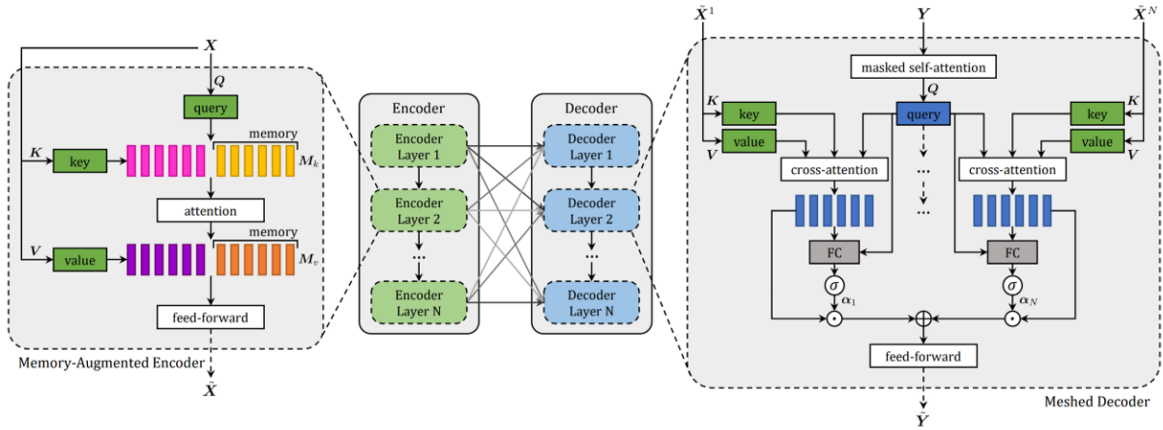 X
Q
query
memory
K
key
M_k
attention
memory
V
value
M_v
feed-forward
Memory-Augmented Encoder
X̃
Encoder
Encoder
Layer 1
Encoder
Layer 2
...
Encoder
Layer N
Decoder
Decoder
Layer 1
Decoder
Layer 2
...
Decoder
Layer N
X̃¹
Y
X̃ᴺ
masked self-attention
Q
K
key
query
key
K
V
value
value
V
cross-attention
...
cross-attention
...
FC
FC
σ
σ
α₁
α_N
feed-forward
Meshed Decoder
Ỹ